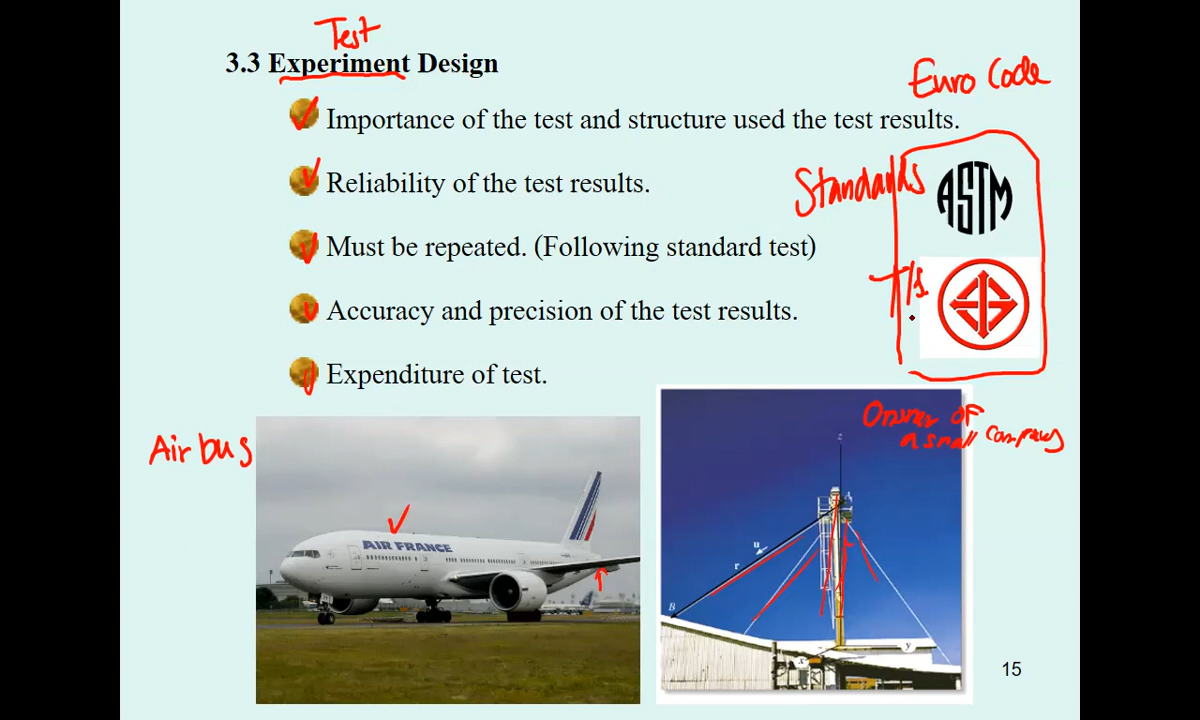 Test
3.3 Experiment Design
Euro Code
Importance of the test and structure used the test results.
Standards
ASTM
Reliability of the test results.
Must be repeated. (Following standard test)
Accuracy and precision of the test results.
Expenditure of test.
Air bus
Owner of
a small company
z
AIR FRANCE
u
r
B
x
y
15